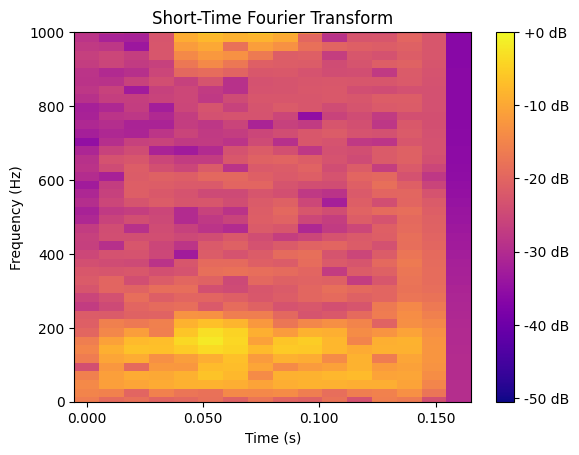 Short-Time Fourier Transform
1000
800
600
400
200
0
Frequency (Hz)
0.000
0.050
0.100
0.150
Time (s)
+0 dB
-10 dB
-20 dB
-30 dB
-40 dB
-50 dB